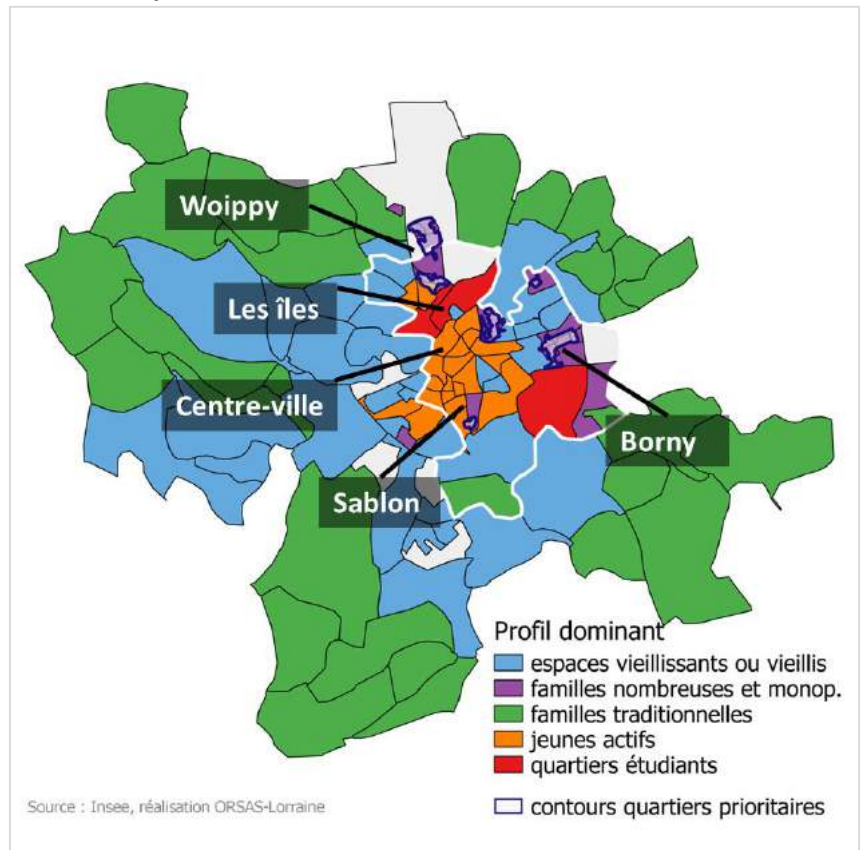 Woippy
Les îles
Centre-ville
Sablon
Borny
Profil dominant
espaces vieillissants ou vieillis
familles nombreuses et monop.
familles traditionnelles
jeunes actifs
quartiers étudiants
contours quartiers prioritaires
Source : Insee, réalisation ORSAS-Lorraine